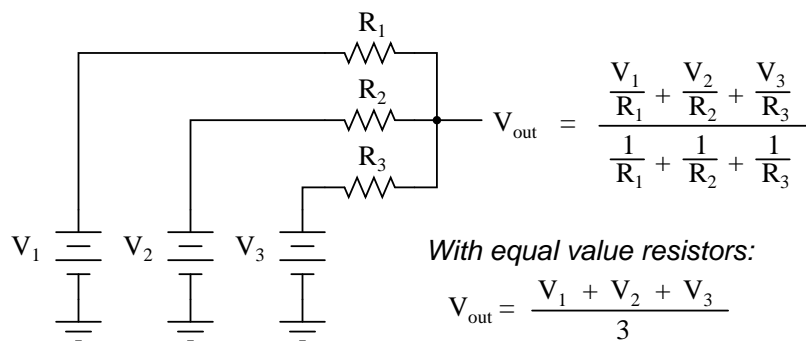 R1
R2
R3
V1
V2
V3
Vout = V1/R1 + V2/R2 + V3/R3 / 1/R1 + 1/R2 + 1/R3
With equal value resistors:
Vout = V1 + V2 + V3 / 3